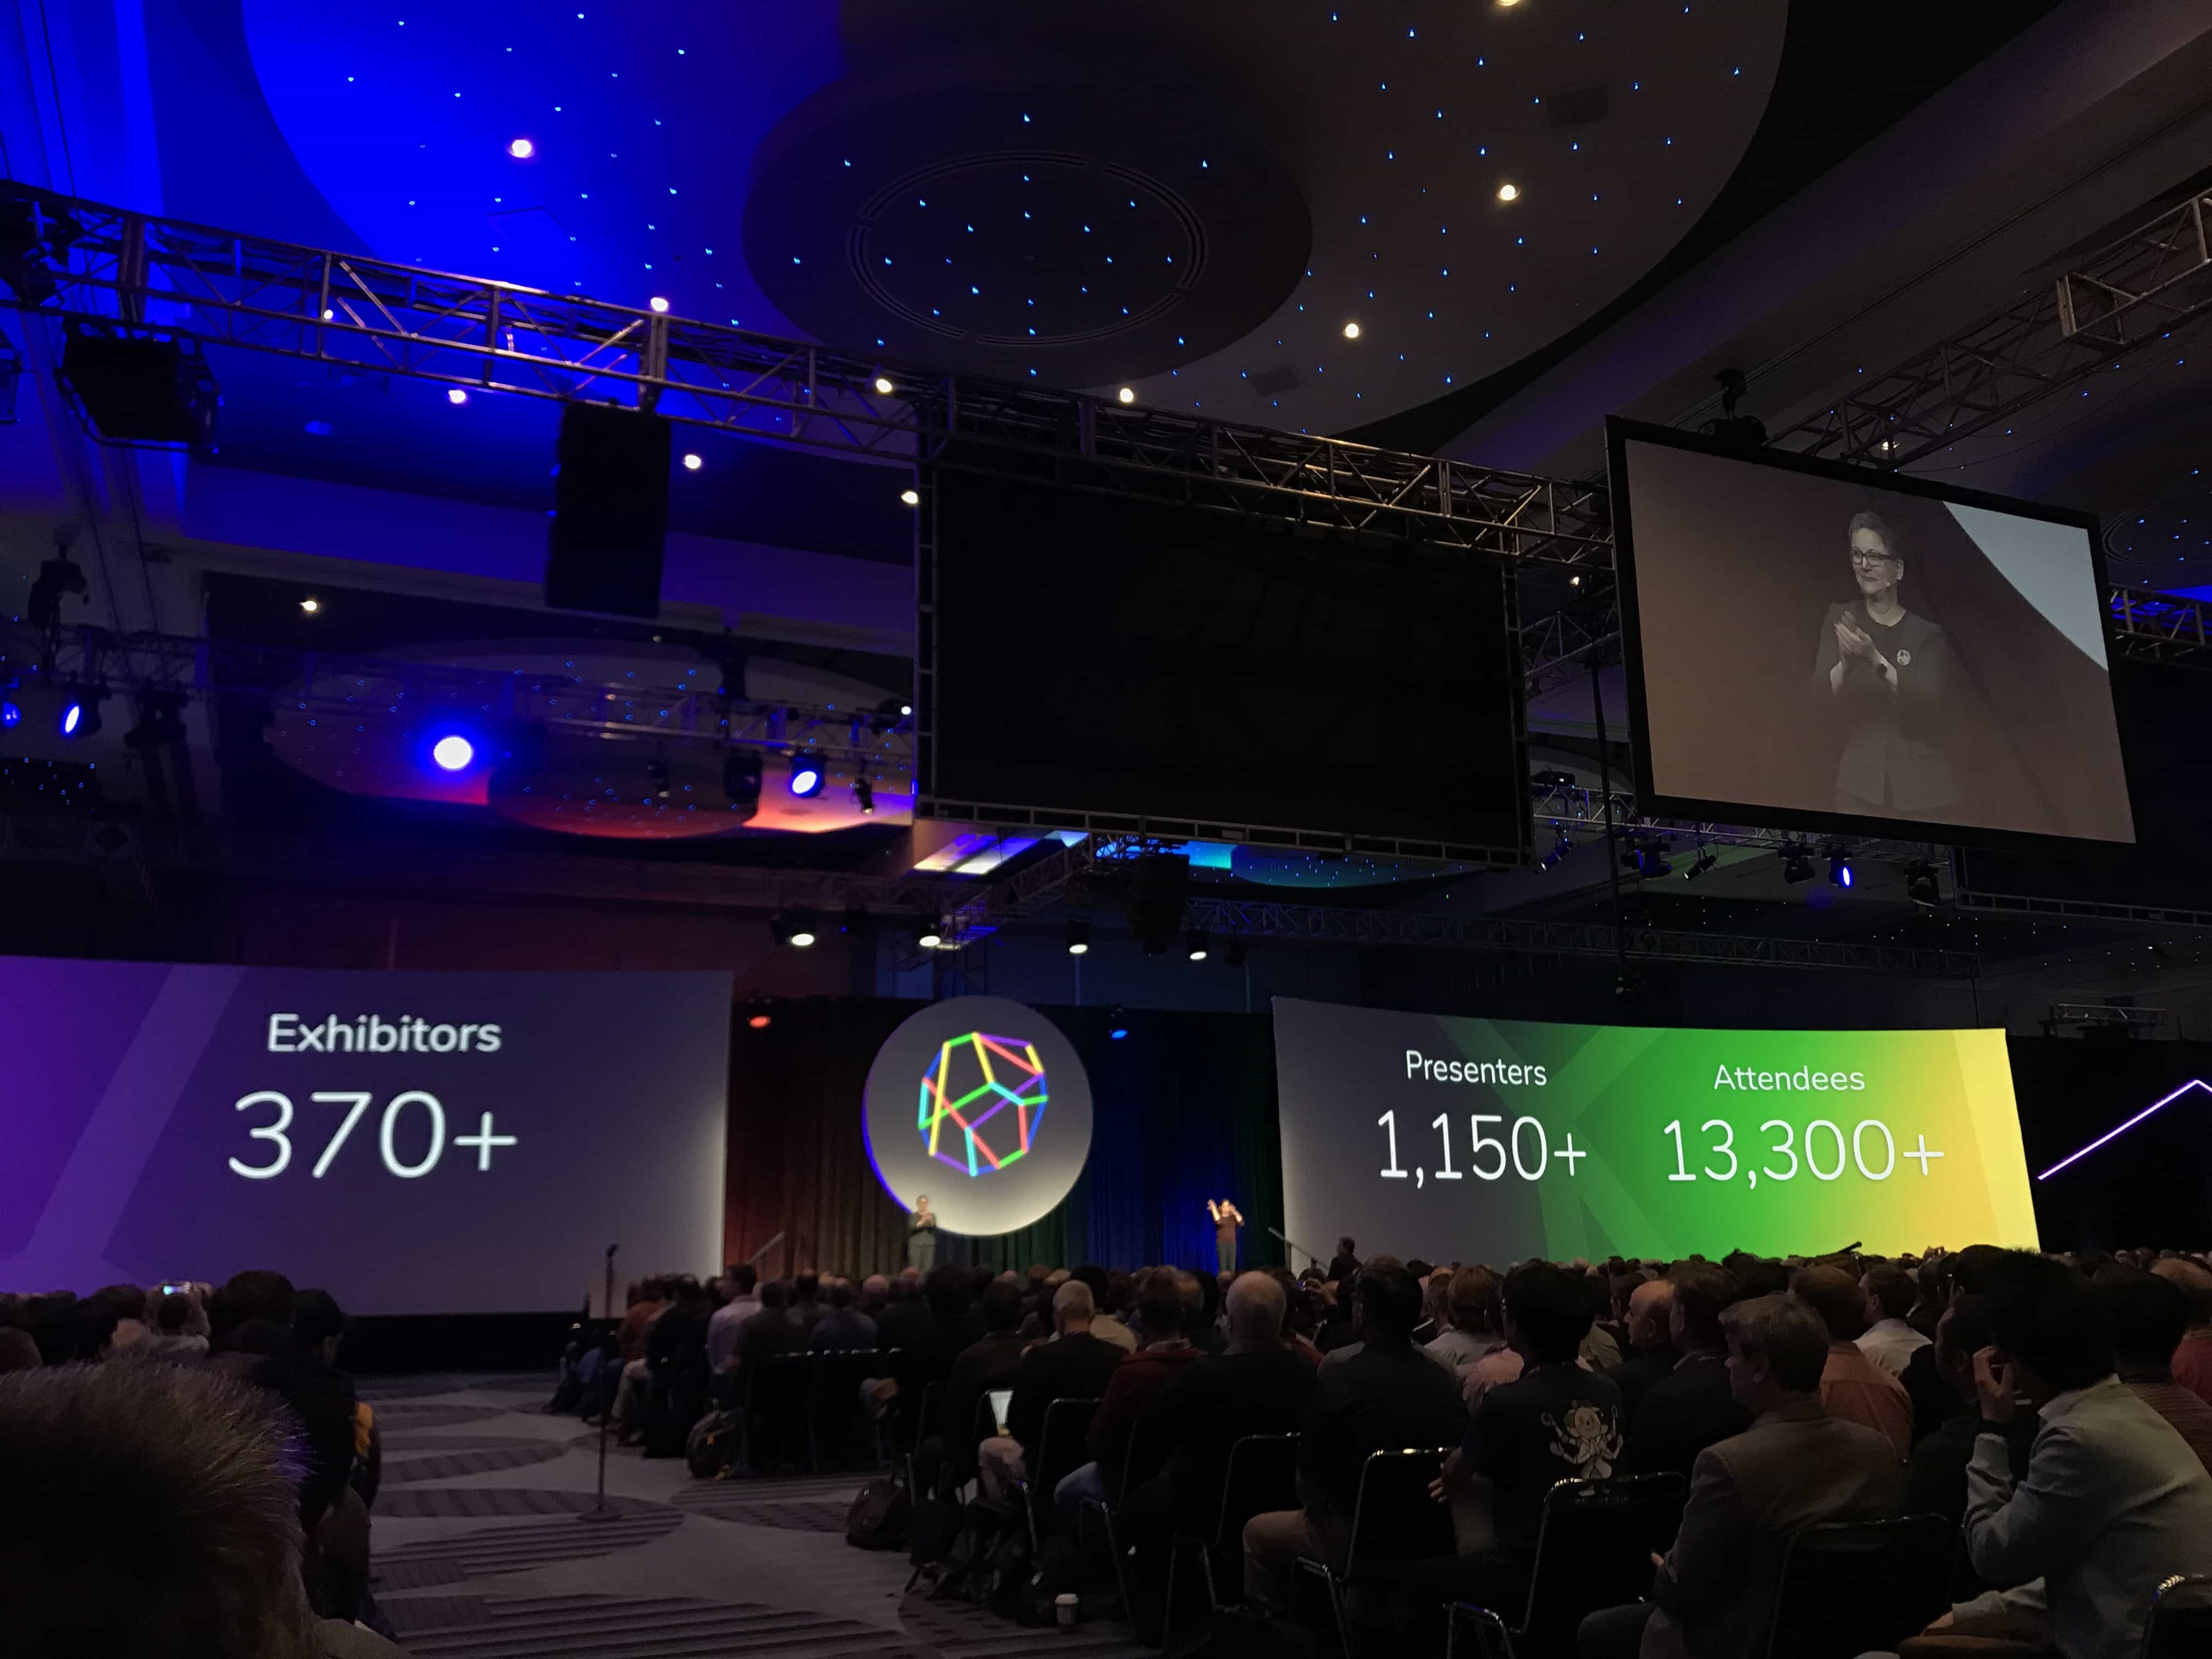 Exhibitors
370+
Presenters
1,150+
Attendees
13,300+